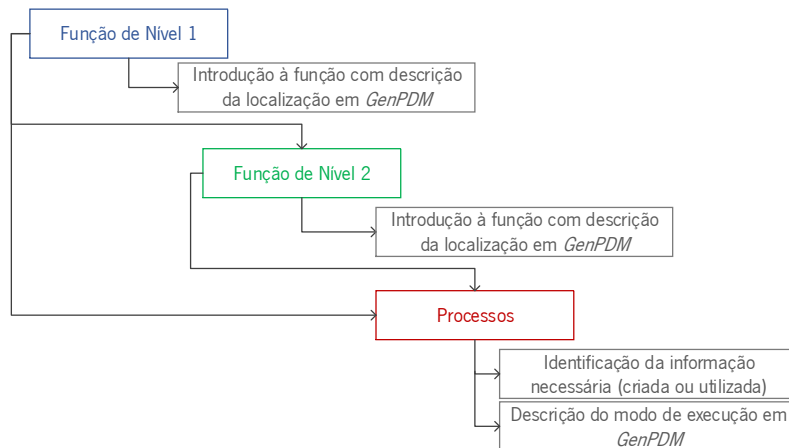 Função de Nível 1
Introdução à função com descrição
da localização em GenPDM
Função de Nível 2
Introdução à função com descrição
da localização em GenPDM
Processos
Identificação da informação
necessária (criada ou utilizada)
Descrição do modo de execução em
GenPDM